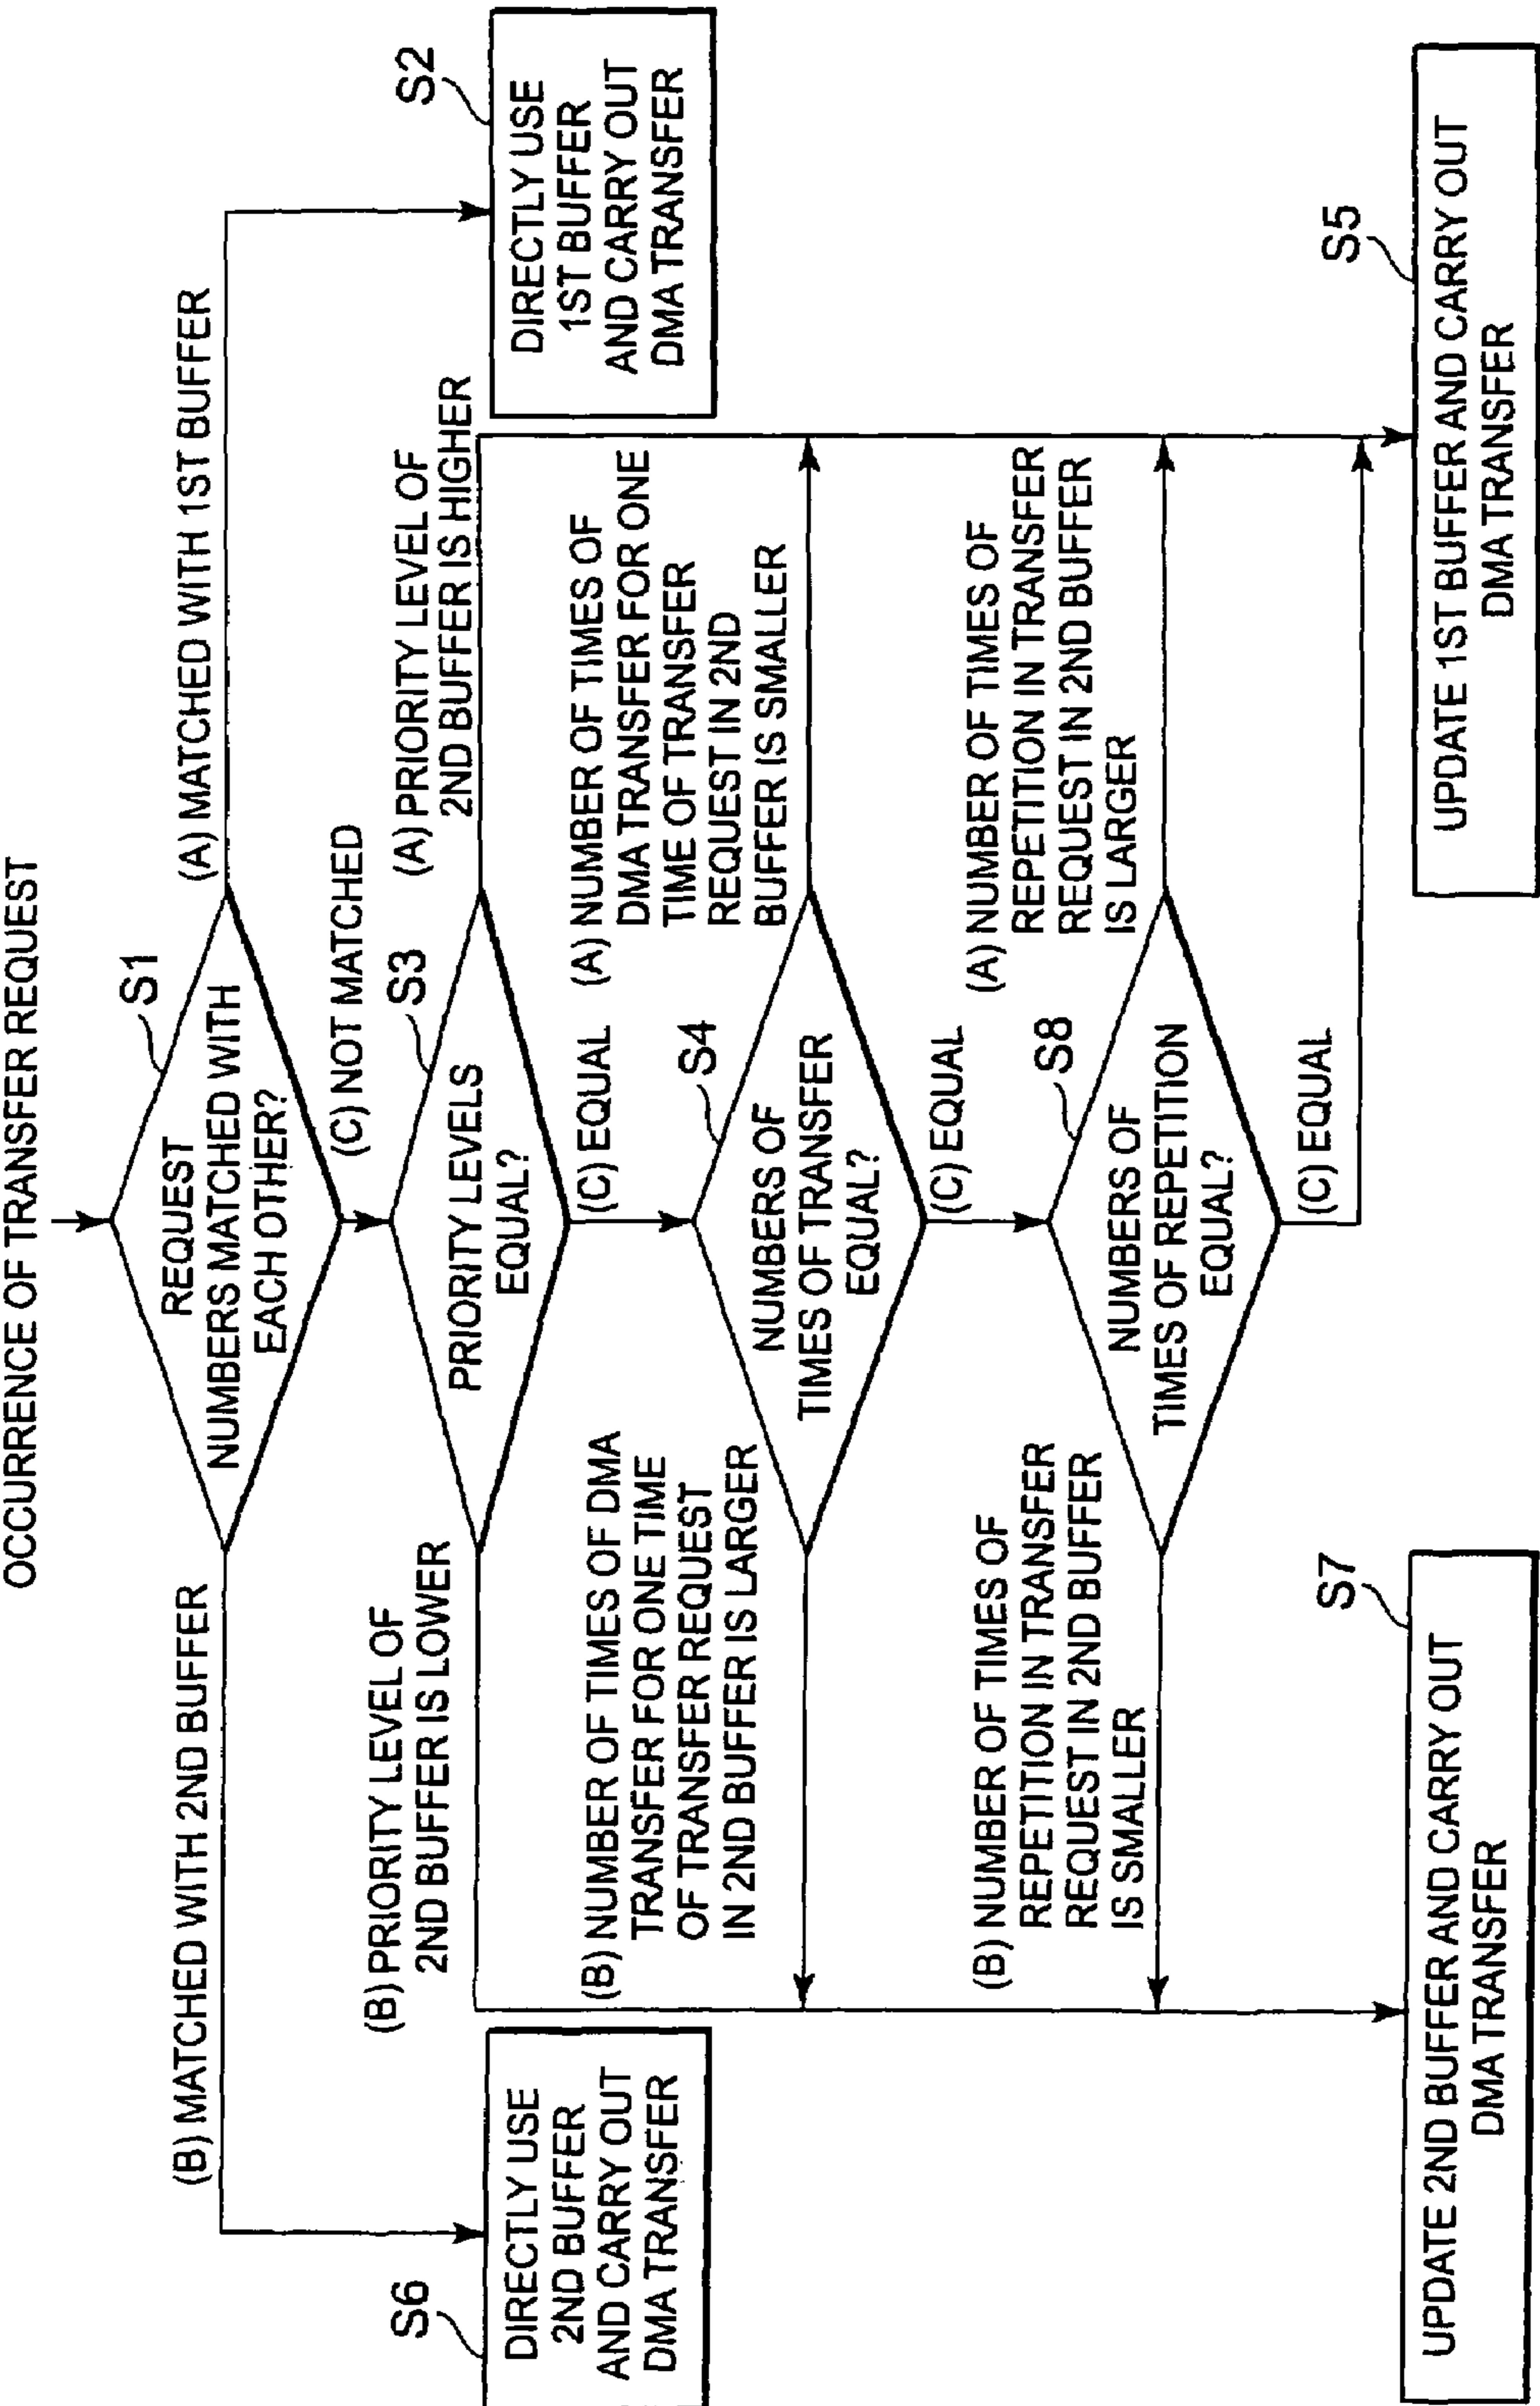 OCCURRENCE OF TRANSFER REQUEST
S1
REQUEST
NUMBERS MATCHED WITH
EACH OTHER?
(A) MATCHED WITH 1ST BUFFER
(B) MATCHED WITH 2ND BUFFER
(C) NOT MATCHED
S2
DIRECTLY USE
1ST BUFFER
AND CARRY OUT
DMA TRANSFER
S6
DIRECTLY USE
2ND BUFFER
AND CARRY OUT
DMA TRANSFER
S3
PRIORITY LEVELS
EQUAL?
(A) PRIORITY LEVEL OF
2ND BUFFER IS HIGHER
(B) PRIORITY LEVEL OF
2ND BUFFER IS LOWER
(C) EQUAL
S4
NUMBERS OF
TIMES OF TRANSFER
EQUAL?
(A) NUMBER OF TIMES OF
DMA TRANSFER FOR ONE
TIME OF TRANSFER
REQUEST IN 2ND
BUFFER IS SMALLER
(B) NUMBER OF TIMES OF DMA
TRANSFER FOR ONE TIME
OF TRANSFER REQUEST
IN 2ND BUFFER IS LARGER
(C) EQUAL
S8
NUMBERS OF
TIMES OF REPETITION
EQUAL?
(A) NUMBER OF TIMES OF
REPETITION IN TRANSFER
REQUEST IN 2ND BUFFER
IS LARGER
(B) NUMBER OF TIMES OF
REPETITION IN TRANSFER
REQUEST IN 2ND BUFFER
IS SMALLER
(C) EQUAL
S7
UPDATE 2ND BUFFER AND CARRY OUT
DMA TRANSFER
S5
UPDATE 1ST BUFFER AND CARRY OUT
DMA TRANSFER